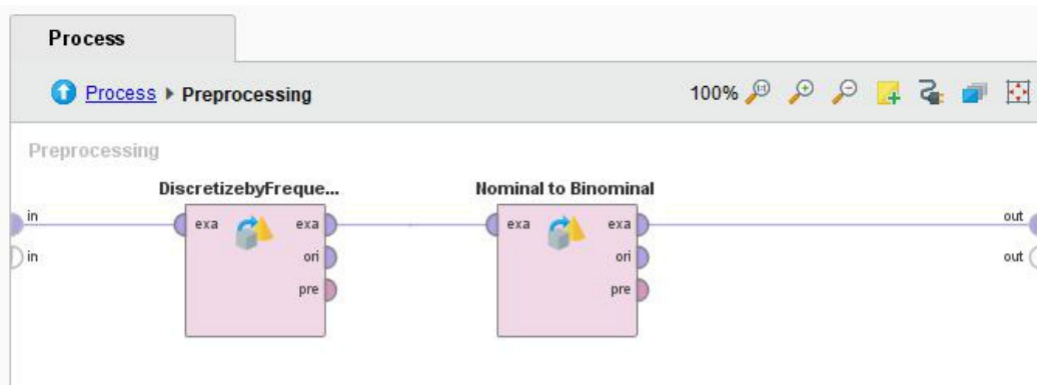 Process
Process ▸ Preprocessing
100%
Preprocessing
DiscretizebyFreque...
Nominal to Binominal
in
exa
exa
exa
exa
out
in
ori
ori
out
pre
pre